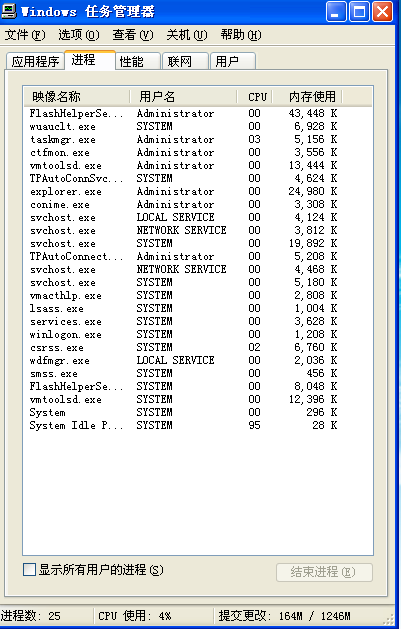 Windows 任务管理器
文件(F) 选项(O) 查看(V) 关机(U) 帮助(H)
应用程序 进程 性能 联网 用户
映像名称 用户名 CPU 内存使用
FlashHelperSe... Administrator 00 43,448 K
wuauclt.exe SYSTEM 00 6,928 K
taskmgr.exe Administrator 03 5,156 K
ctfmon.exe Administrator 00 3,556 K
vmtoolsd.exe Administrator 00 13,444 K
TPAutoConnSvc... SYSTEM 00 4,624 K
explorer.exe Administrator 00 24,980 K
conime.exe Administrator 00 3,308 K
svchost.exe LOCAL SERVICE 00 4,124 K
svchost.exe NETWORK SERVICE 00 3,812 K
svchost.exe SYSTEM 00 19,892 K
TPAutoConnect... Administrator 00 5,208 K
svchost.exe NETWORK SERVICE 00 4,468 K
svchost.exe SYSTEM 00 5,180 K
vmacthlp.exe SYSTEM 00 2,808 K
lsass.exe SYSTEM 00 1,004 K
services.exe SYSTEM 00 3,628 K
winlogon.exe SYSTEM 00 1,208 K
csrss.exe SYSTEM 02 6,760 K
wdfmgr.exe LOCAL SERVICE 00 2,036 K
smss.exe SYSTEM 00 456 K
FlashHelperSe... SYSTEM 00 8,048 K
vmtoolsd.exe SYSTEM 00 12,396 K
System SYSTEM 00 296 K
System Idle P... SYSTEM 95 28 K
显示所有用户的进程(S) 结束进程(E)
进程数: 25 CPU 使用: 4% 提交更改: 164M / 1246M